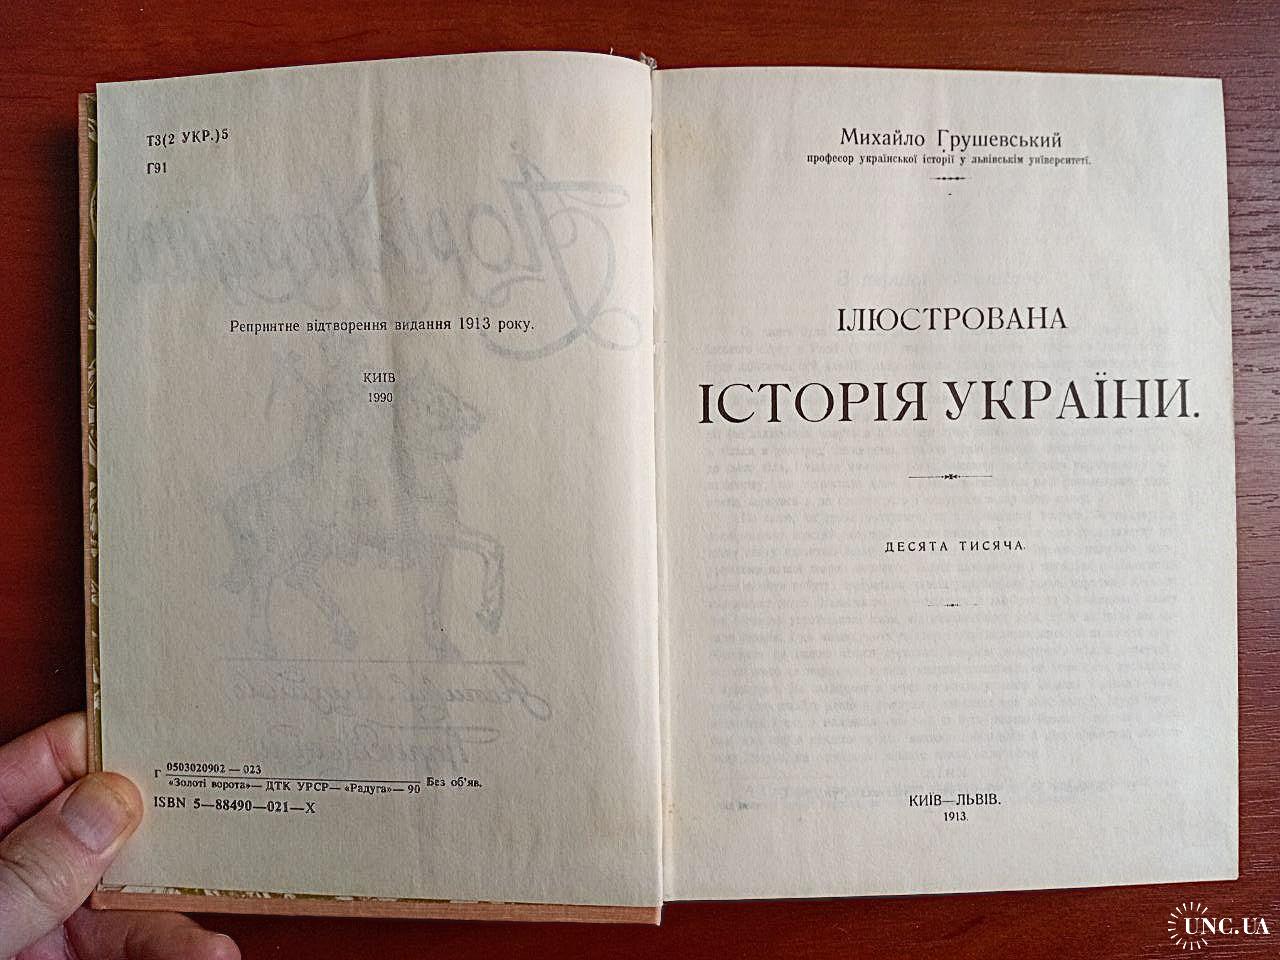 Т3(2 УКР.)5
Г91
Репринтне відтворення видання 1913 року.
КИЇВ
1990
Г 0503020902 — 023
«Золоті ворота»— ДТК УРСР— «Радуга»— 90 Без об'яв.
ISBN 5—88490—021—X
Михайло Грушевський
професор української історії у львівськім університеті.
ІЛЮСТРОВАНА
ІСТОРІЯ УКРАЇНИ.
ДЕСЯТА ТИСЯЧА.
КИЇВ—ЛЬВІВ.
1913.
UNC.UA